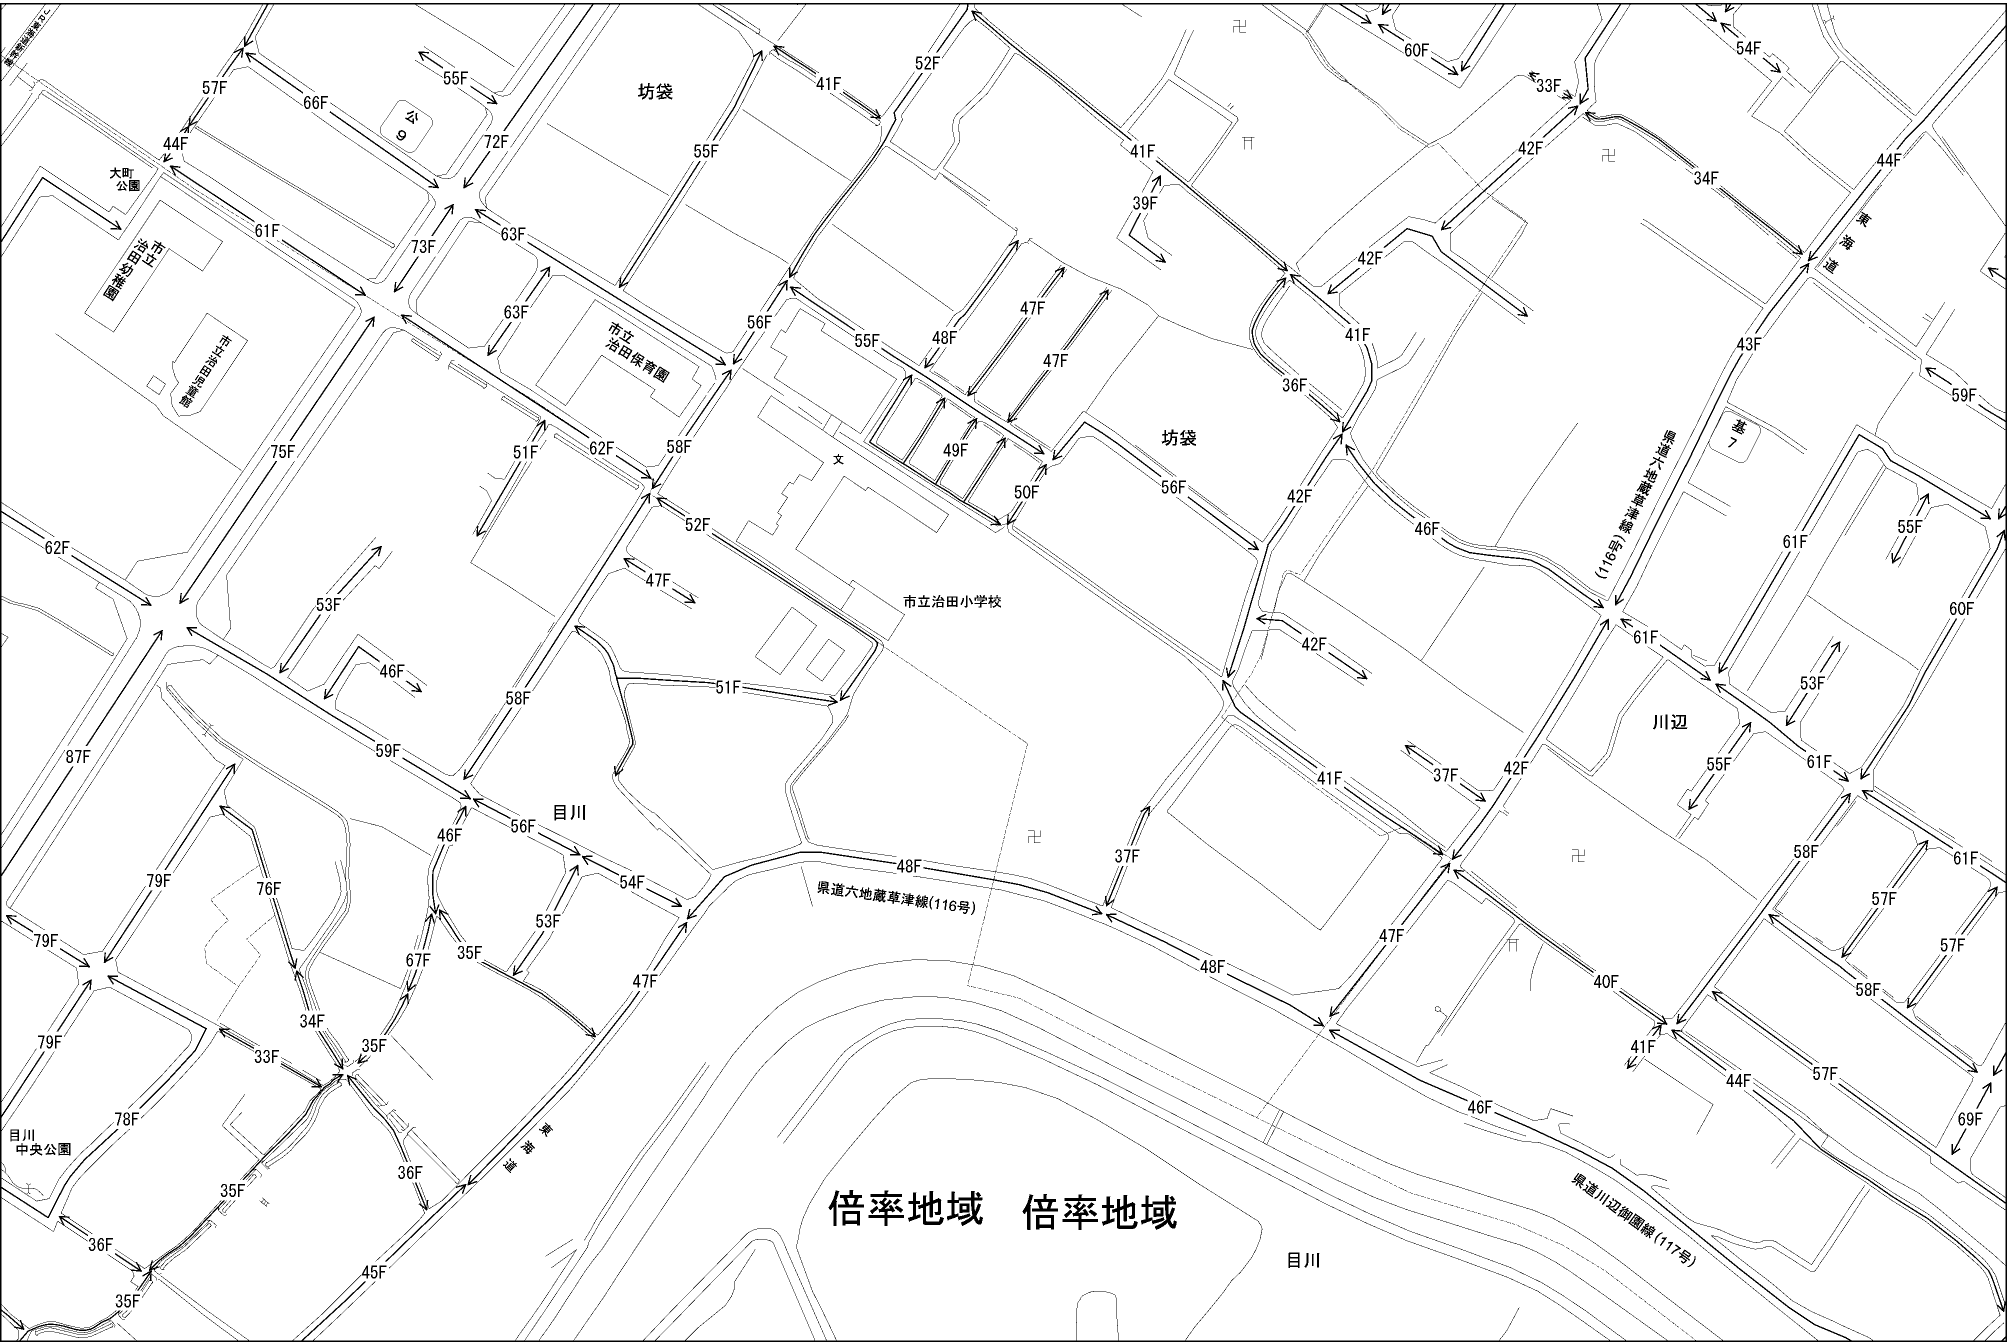 60F
54F
52F
57F
55F
坊袋
41F
33F
66F
公
9
44F
72F
55F
41F
42F
44F
大町
公園
34F
39F
61F
73F
63F
東海道
市立
治田幼稚園
42F
47F
63F
56F
市立
治田保育園
48F
55F
47F
41F
43F
市立治田児童館
36F
59F
75F
51F
62F
58F
文
49F
坊袋
基
7
県道六地蔵草津線
(116号)
50F
56F
42F
52F
46F
55F
61F
62F
47F
53F
市立治田小学校
60F
61F
42F
46F
51F
58F
53F
川辺
59F
87F
41F
37F
42F
55F
61F
目川
56F
46F
37F
48F
58F
61F
79F
76F
54F
県道六地蔵草津線(116号)
57F
53F
79F
35F
67F
47F
47F
57F
48F
40F
58F
34F
79F
33F
35F
41F
57F
44F
46F
78F
69F
目川
中央公園
東海道
36F
35F
倍率地域
倍率地域
県道川辺御園線(117号)
36F
45F
目川
35F